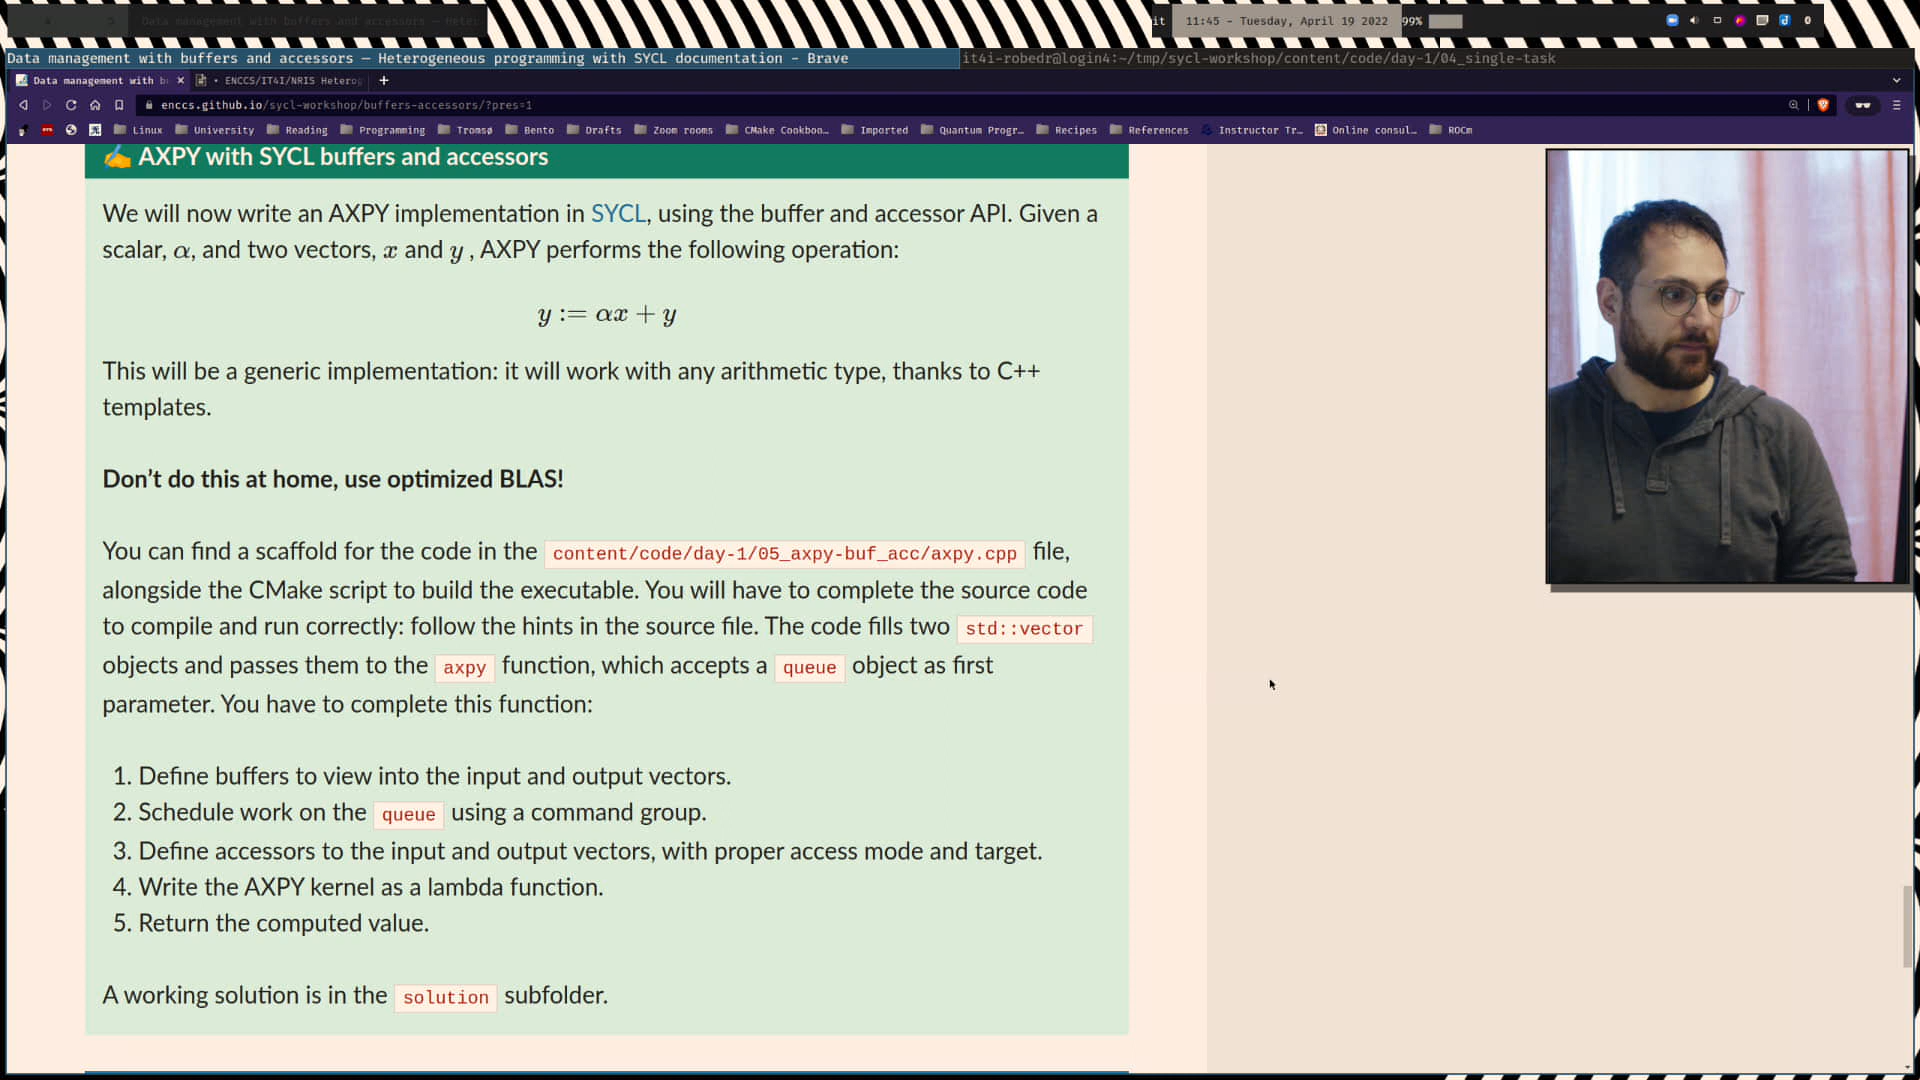 Data management with buffers and accessors — Heter
it 11:45 - Tuesday, April 19 2022 99%
Data management with buffers and accessors — Heterogeneous programming with SYCL documentation - Brave
it4i-robedr@login4:~/tmp/sycl-workshop/content/code/day-1/04_single-task
Data management with b
• ENCCS/IT4I/NRIS Heterog
enccs.github.io/sycl-workshop/buffers-accessors/?pres=1
Linux University Reading Programming Tromsø Bento Drafts Zoom rooms CMake Cookboo… Imported Quantum Progr… Recipes References Instructor Tr… Online consul… ROCm
✍ AXPY with SYCL buffers and accessors
We will now write an AXPY implementation in SYCL, using the buffer and accessor API. Given a
scalar, α, and two vectors, x and y , AXPY performs the following operation:
y := αx + y
This will be a generic implementation: it will work with any arithmetic type, thanks to C++
templates.
Don’t do this at home, use optimized BLAS!
You can find a scaffold for the code in the content/code/day-1/05_axpy-buf_acc/axpy.cpp file,
alongside the CMake script to build the executable. You will have to complete the source code
to compile and run correctly: follow the hints in the source file. The code fills two std::vector
objects and passes them to the axpy function, which accepts a queue object as first
parameter. You have to complete this function:
1. Define buffers to view into the input and output vectors.
2. Schedule work on the queue using a command group.
3. Define accessors to the input and output vectors, with proper access mode and target.
4. Write the AXPY kernel as a lambda function.
5. Return the computed value.
A working solution is in the solution subfolder.